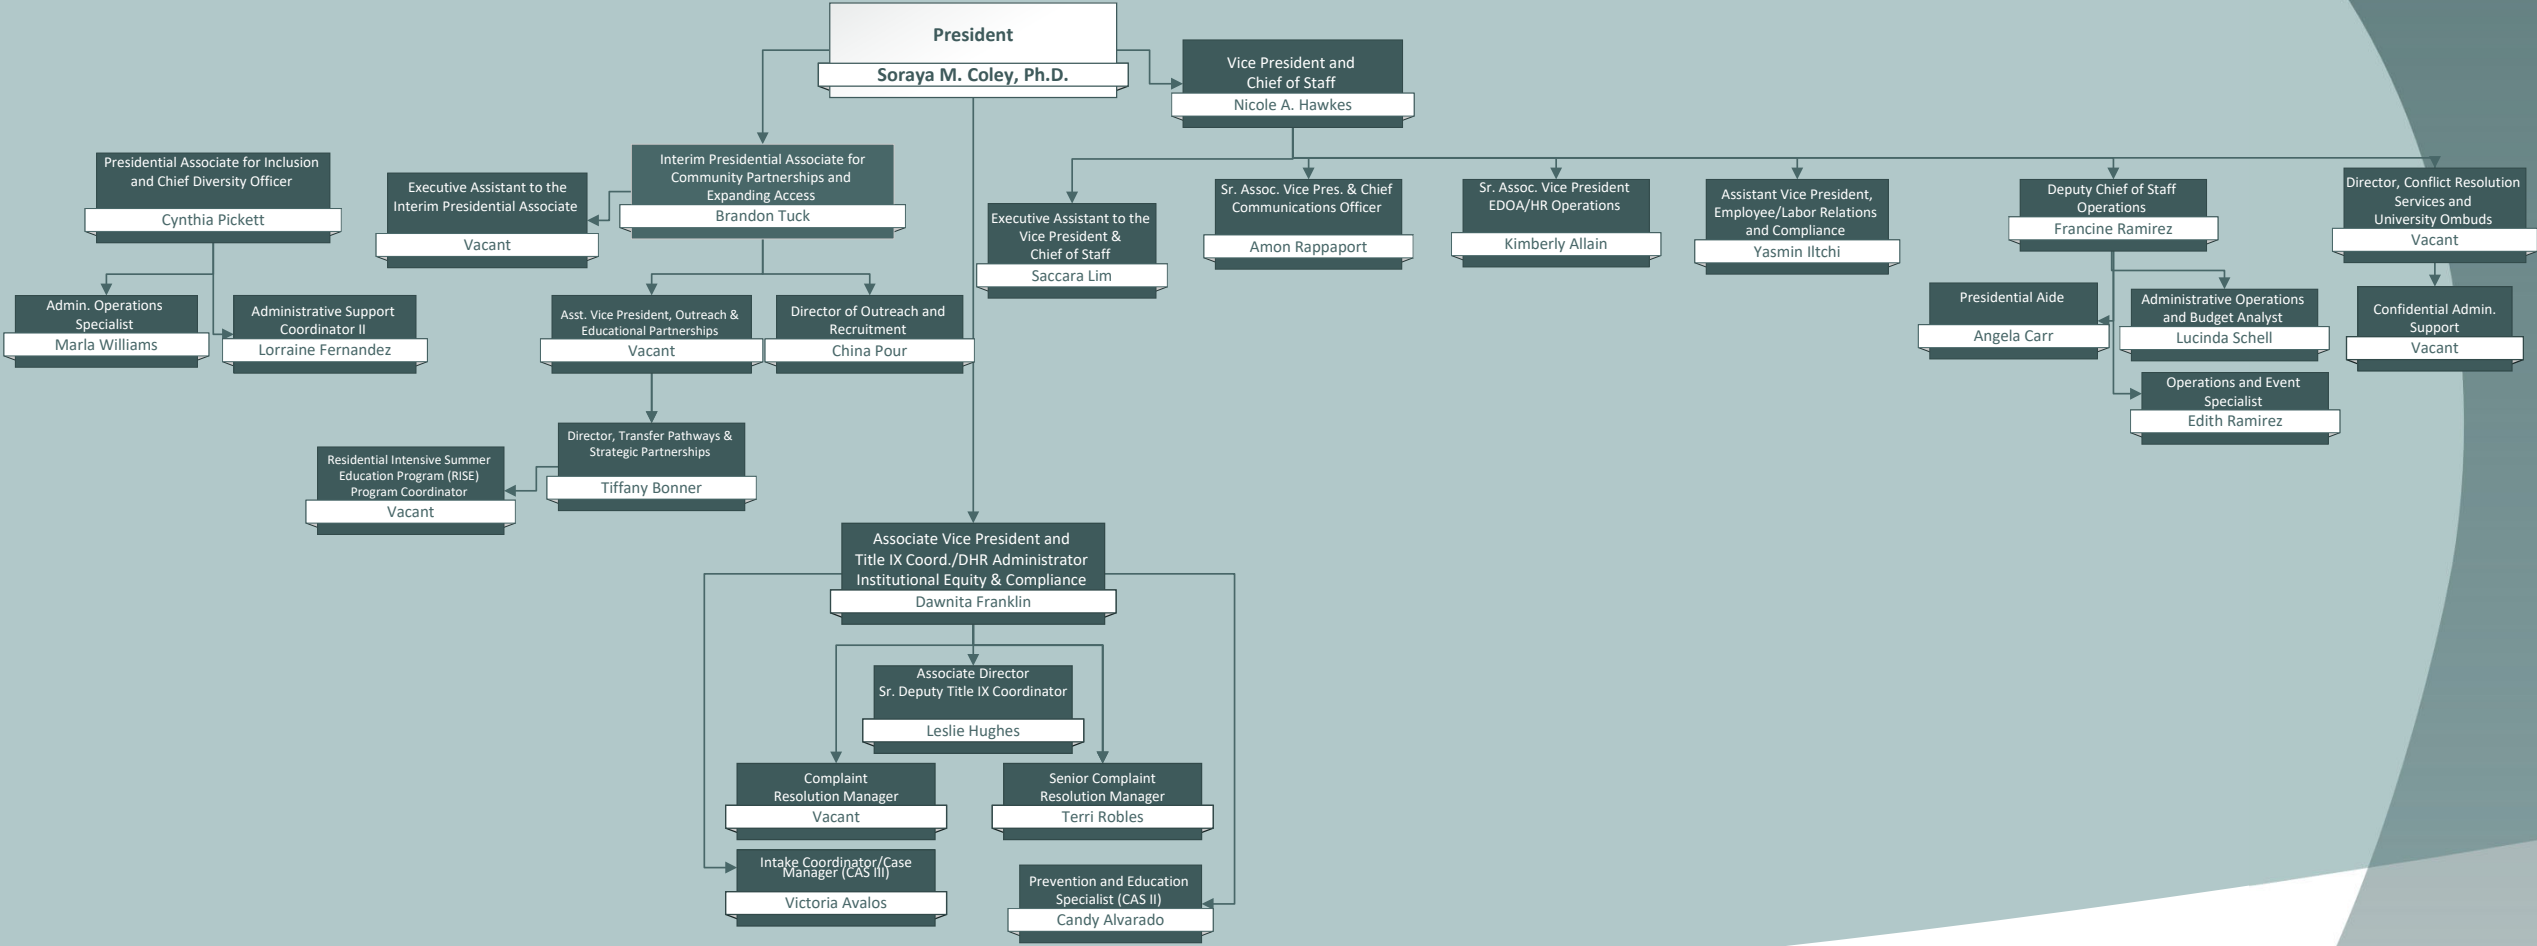 President
Soraya M. Coley, Ph.D.
Vice President and
Chief of Staff
Nicole A. Hawkes
Presidential Associate for Inclusion
and Chief Diversity Officer
Cynthia Pickett
Admin. Operations
Specialist
Marla Williams
Administrative Support
Coordinator II
Lorraine Fernandez
Executive Assistant to the
Interim Presidential Associate
Vacant
Interim Presidential Associate for
Community Partnerships and
Expanding Access
Brandon Tuck
Asst. Vice President, Outreach &
Educational Partnerships
Vacant
Director of Outreach and
Recruitment
China Pour
Director, Transfer Pathways &
Strategic Partnerships
Tiffany Bonner
Residential Intensive Summer
Education Program (RISE)
Program Coordinator
Vacant
Executive Assistant to the
Vice President &
Chief of Staff
Saccara Lim
Sr. Assoc. Vice Pres. & Chief
Communications Officer
Amon Rappaport
Sr. Assoc. Vice President
EDOA/HR Operations
Kimberly Allain
Assistant Vice President,
Employee/Labor Relations
and Compliance
Yasmin Iltchi
Deputy Chief of Staff
Operations
Francine Ramirez
Presidential Aide
Angela Carr
Administrative Operations
and Budget Analyst
Lucinda Schell
Operations and Event
Specialist
Edith Ramirez
Director, Conflict Resolution
Services and
University Ombuds
Vacant
Confidential Admin.
Support
Vacant
Associate Vice President and
Title IX Coord./DHR Administrator
Institutional Equity & Compliance
Dawnita Franklin
Associate Director
Sr. Deputy Title IX Coordinator
Leslie Hughes
Complaint
Resolution Manager
Vacant
Senior Complaint
Resolution Manager
Terri Robles
Intake Coordinator/Case
Manager (CAS III)
Victoria Avalos
Prevention and Education
Specialist (CAS II)
Candy Alvarado